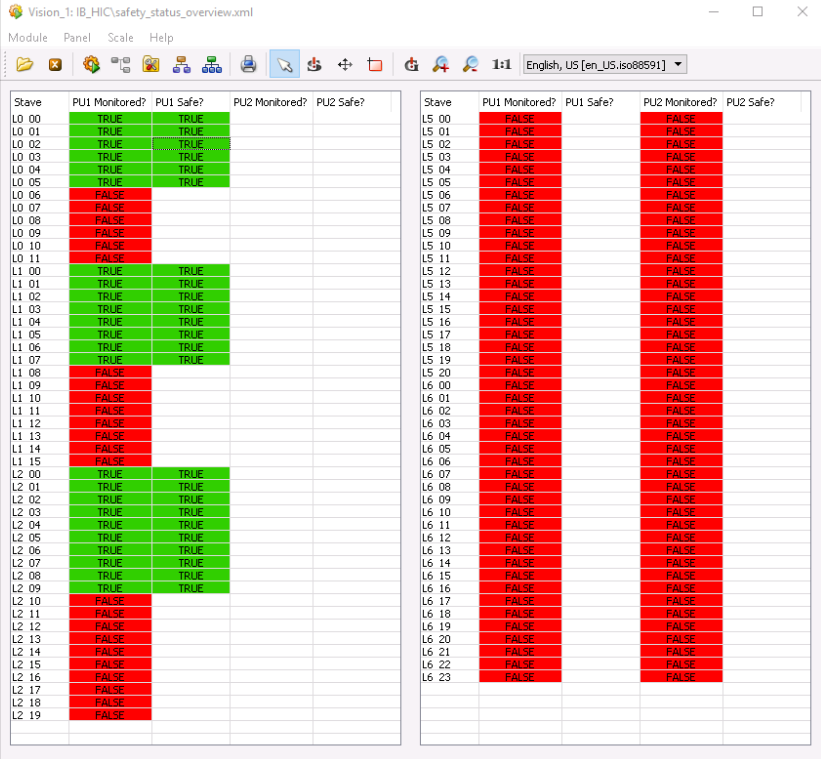 Vision_1: IB_HIC\safety_status_overview.xml
Module Panel Scale Help
1:1 English, US [en_US.iso88591]
Stave PU1 Monitored? PU1 Safe? PU2 Monitored? PU2 Safe?
L0 00 TRUE TRUE
L0 01 TRUE TRUE
L0 02 TRUE TRUE
L0 03 TRUE TRUE
L0 04 TRUE TRUE
L0 05 TRUE TRUE
L0 06 FALSE
L0 07 FALSE
L0 08 FALSE
L0 09 FALSE
L0 10 FALSE
L0 11 FALSE
L1 00 TRUE TRUE
L1 01 TRUE TRUE
L1 02 TRUE TRUE
L1 03 TRUE TRUE
L1 04 TRUE TRUE
L1 05 TRUE TRUE
L1 06 TRUE TRUE
L1 07 TRUE TRUE
L1 08 FALSE
L1 09 FALSE
L1 10 FALSE
L1 11 FALSE
L1 12 FALSE
L1 13 FALSE
L1 14 FALSE
L1 15 FALSE
L2 00 TRUE TRUE
L2 01 TRUE TRUE
L2 02 TRUE TRUE
L2 03 TRUE TRUE
L2 04 TRUE TRUE
L2 05 TRUE TRUE
L2 06 TRUE TRUE
L2 07 TRUE TRUE
L2 08 TRUE TRUE
L2 09 TRUE TRUE
L2 10 FALSE
L2 11 FALSE
L2 12 FALSE
L2 13 FALSE
L2 14 FALSE
L2 15 FALSE
L2 16 FALSE
L2 17 FALSE
L2 18 FALSE
L2 19 FALSE
Stave PU1 Monitored? PU1 Safe? PU2 Monitored? PU2 Safe?
L5 00 FALSE FALSE
L5 01 FALSE FALSE
L5 02 FALSE FALSE
L5 03 FALSE FALSE
L5 04 FALSE FALSE
L5 05 FALSE FALSE
L5 06 FALSE FALSE
L5 07 FALSE FALSE
L5 08 FALSE FALSE
L5 09 FALSE FALSE
L5 10 FALSE FALSE
L5 11 FALSE FALSE
L5 12 FALSE FALSE
L5 13 FALSE FALSE
L5 14 FALSE FALSE
L5 15 FALSE FALSE
L5 16 FALSE FALSE
L5 17 FALSE FALSE
L5 18 FALSE FALSE
L5 19 FALSE FALSE
L5 20 FALSE FALSE
L6 00 FALSE FALSE
L6 01 FALSE FALSE
L6 02 FALSE FALSE
L6 03 FALSE FALSE
L6 04 FALSE FALSE
L6 05 FALSE FALSE
L6 06 FALSE FALSE
L6 07 FALSE FALSE
L6 08 FALSE FALSE
L6 09 FALSE FALSE
L6 10 FALSE FALSE
L6 11 FALSE FALSE
L6 12 FALSE FALSE
L6 13 FALSE FALSE
L6 14 FALSE FALSE
L6 15 FALSE FALSE
L6 16 FALSE FALSE
L6 17 FALSE FALSE
L6 18 FALSE FALSE
L6 19 FALSE FALSE
L6 20 FALSE FALSE
L6 21 FALSE FALSE
L6 22 FALSE FALSE
L6 23 FALSE FALSE